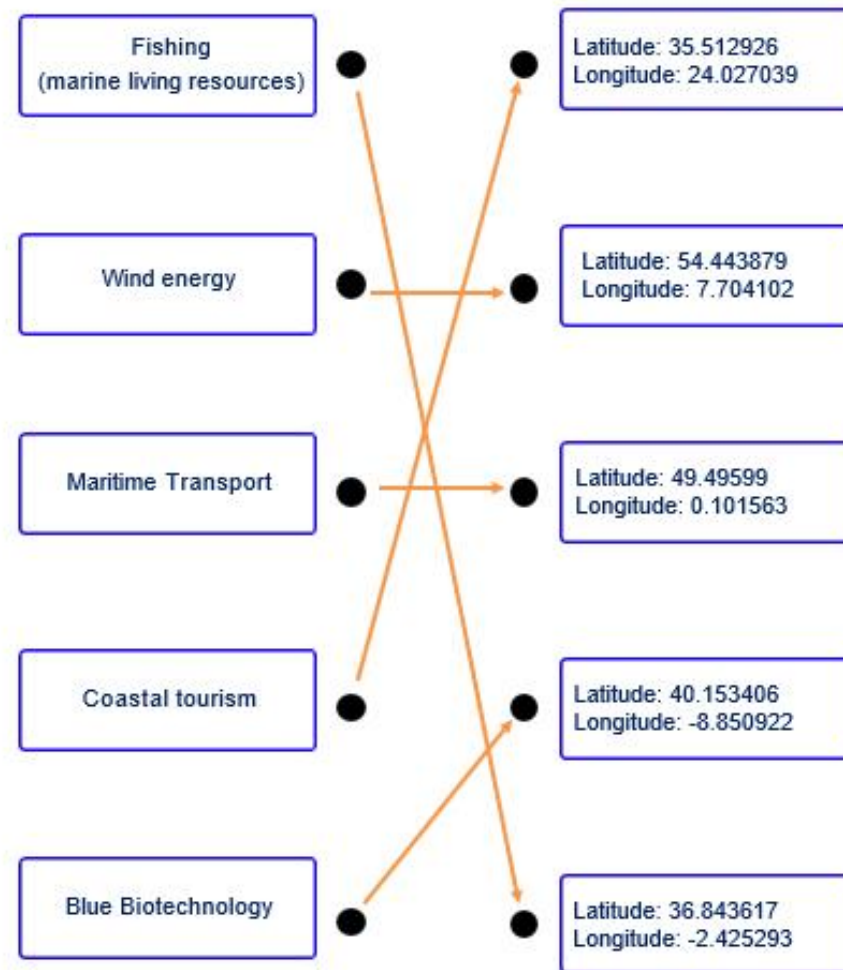 Fishing
(marine living resources)
Latitude: 35.512926
Longitude: 24.027039
Wind energy
Latitude: 54.443879
Longitude: 7.704102
Maritime Transport
Latitude: 49.49599
Longitude: 0.101563
Coastal tourism
Latitude: 40.153406
Longitude: -8.850922
Blue Biotechnology
Latitude: 36.843617
Longitude: -2.425293